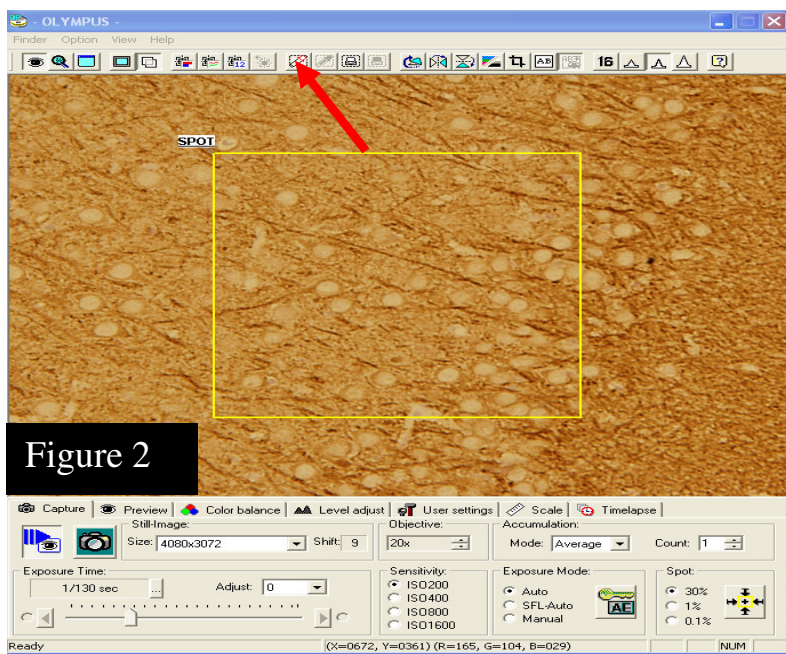 - OLYMPUS -
Finder Option View Help
12 AB 16 ?
SPOT
Figure 2
Capture Preview Color balance Level adjust User settings Scale Timelapse
Still-Image: Objective: Accumulation:
Size: 4080x3072 Shift: 9 20x Mode: Average Count: 1
Exposure Time: Sensitivity: Exposure Mode: Spot:
1/130 sec ... Adjust: 0 ISO200 Auto AE 30%
ISO400 SFL-Auto 1%
ISO800 Manual 0.1%
ISO1600
Ready (X=0672, Y=0361) (R=165, G=104, B=029) NUM